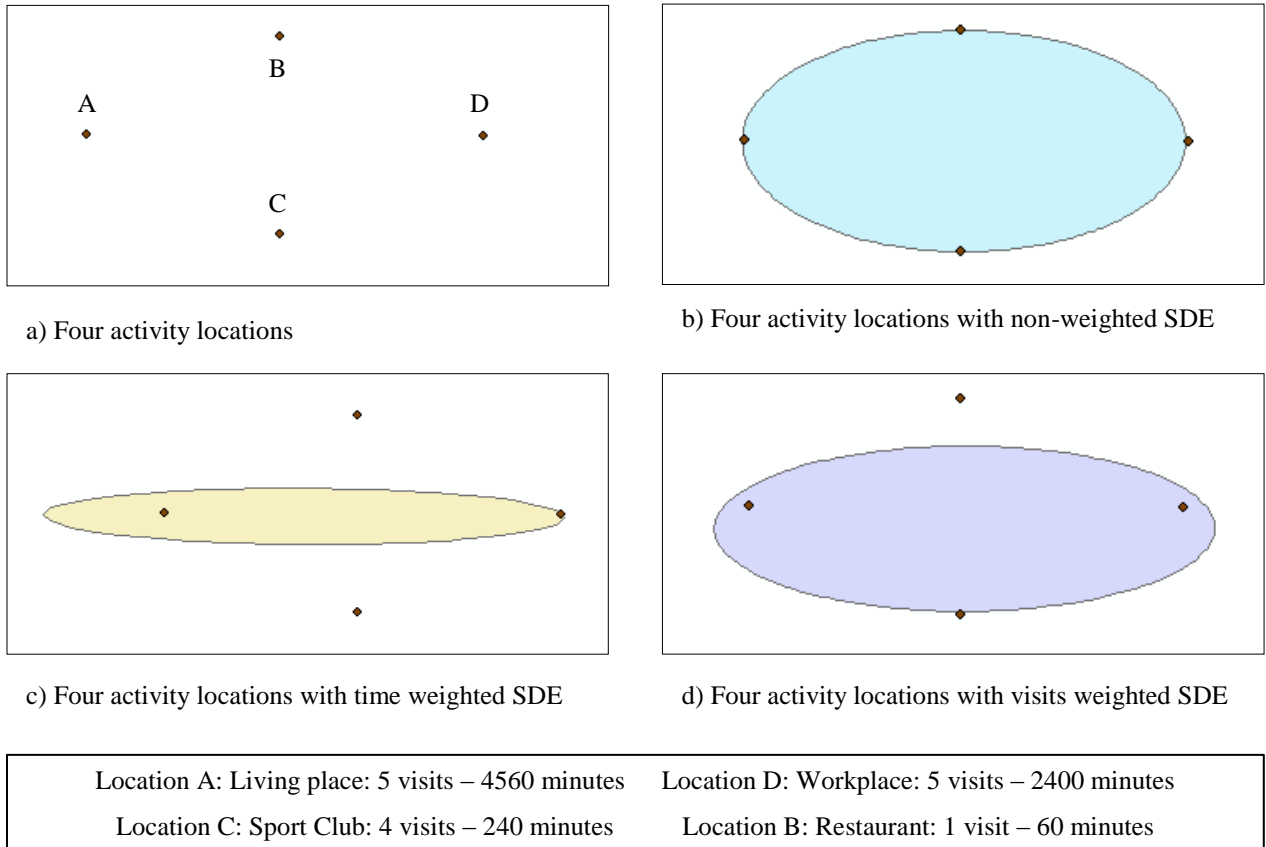 B
A
D
C
a) Four activity locations
b) Four activity locations with non-weighted SDE
c) Four activity locations with time weighted SDE
d) Four activity locations with visits weighted SDE
Location A: Living place: 5 visits – 4560 minutes Location D: Workplace: 5 visits – 2400 minutes
Location C: Sport Club: 4 visits – 240 minutes Location B: Restaurant: 1 visit – 60 minutes